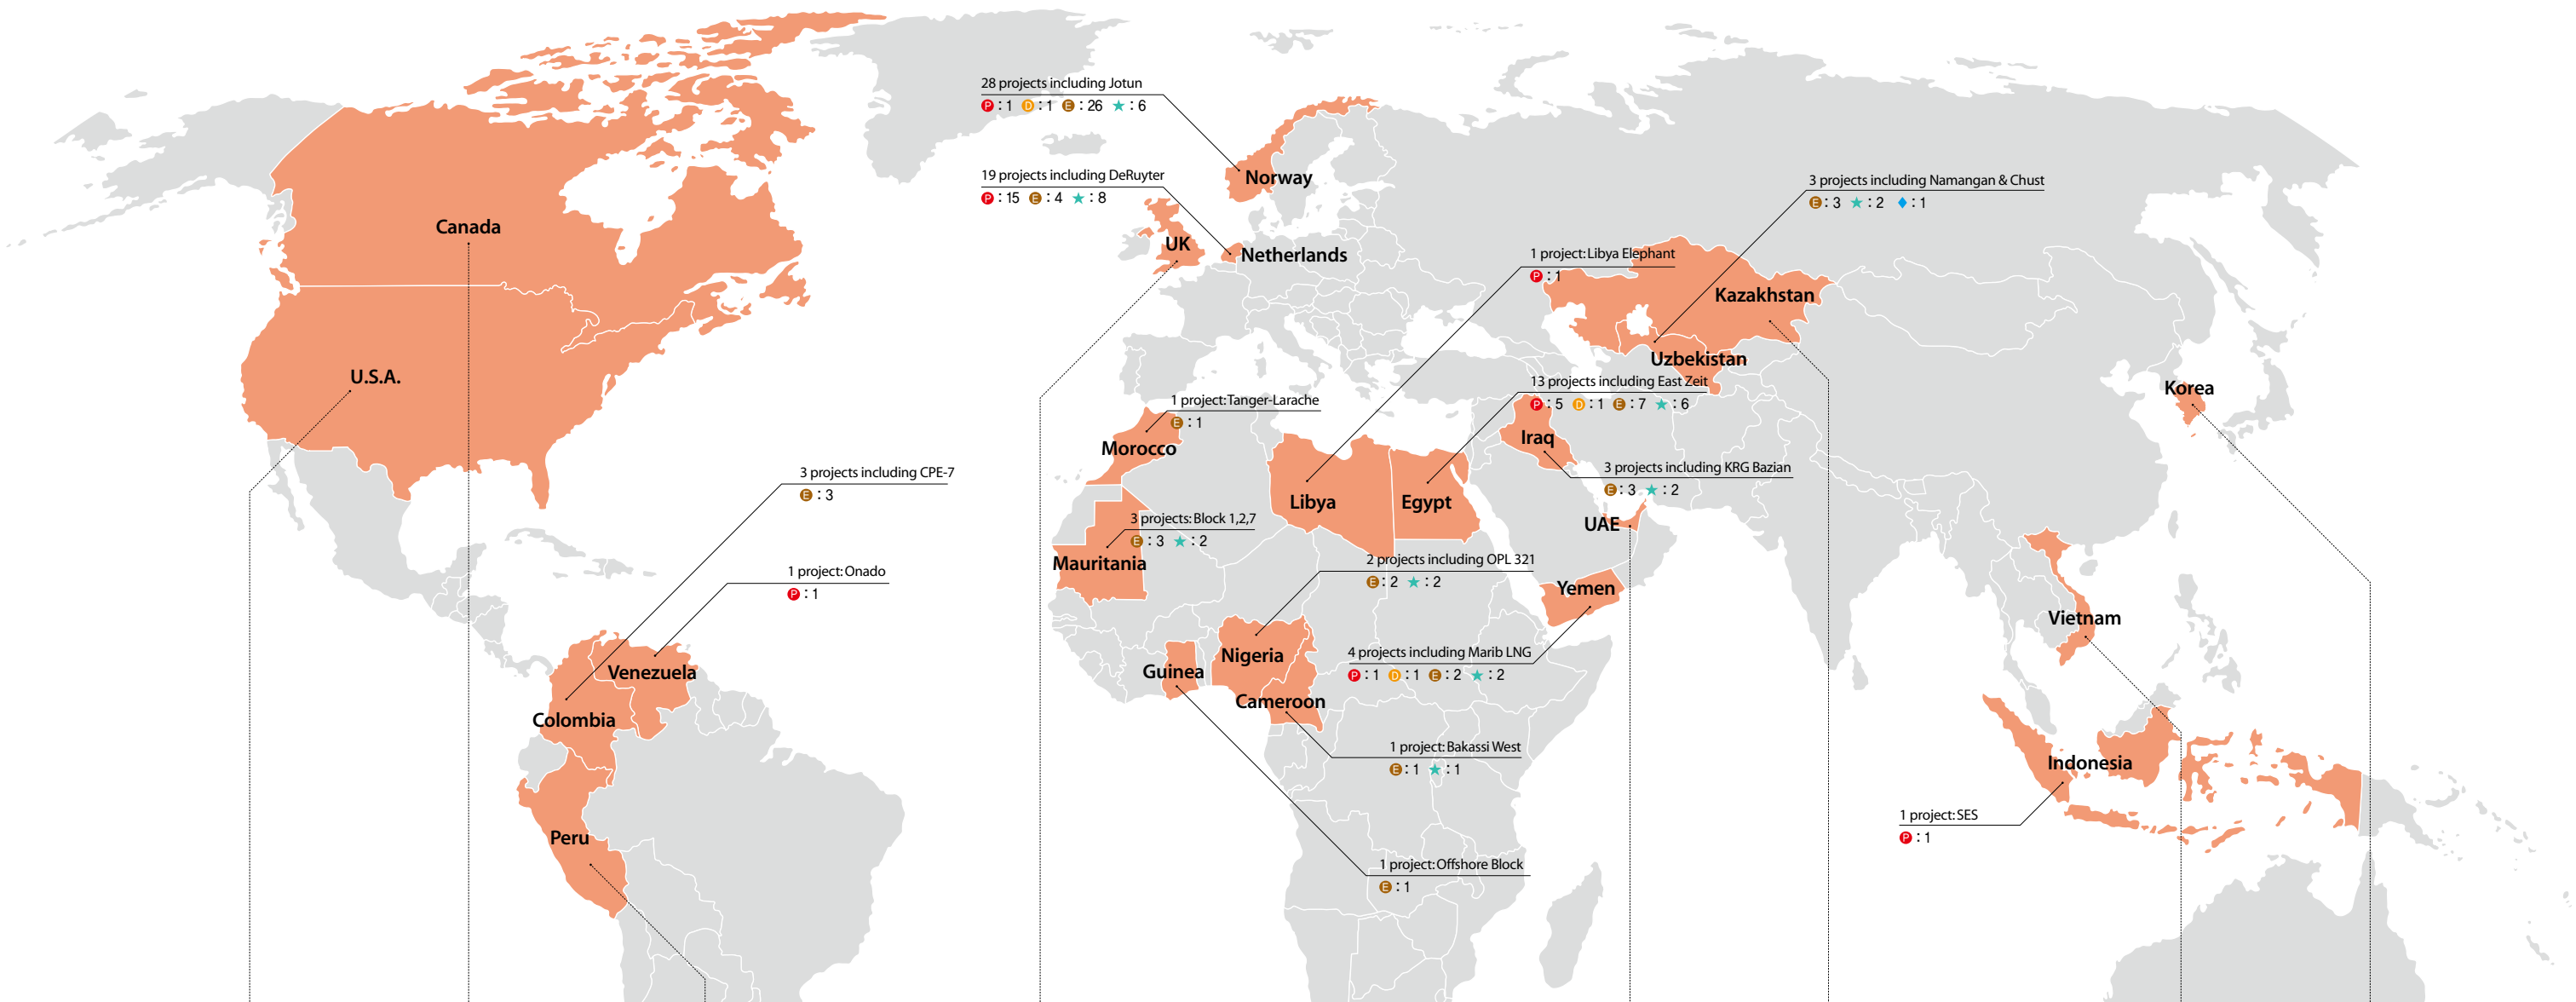 28 projects including Jotun
P : 1 D : 1 E : 26 ★ : 6
Norway
19 projects including DeRuyter
P : 15 E : 4 ★ : 8
3 projects including Namangan & Chust
E : 3 ★ : 2 ♦ : 1
Canada
UK
Netherlands
1 project: Libya Elephant
P : 1
Kazakhstan
Uzbekistan
U.S.A.
13 projects including East Zeit
P : 5 D : 1 E : 7 ★ : 6
Korea
1 project: Tanger-Larache
E : 1
Morocco
Iraq
3 projects including KRG Bazian
E : 3 ★ : 2
3 projects including CPE-7
E : 3
Libya
Egypt
UAE
3 projects: Block 1,2,7
E : 3 ★ : 2
Mauritania
2 projects including OPL 321
E : 2 ★ : 2
1 project: Onado
P : 1
Yemen
Vietnam
4 projects including Marib LNG
P : 1 D : 1 E : 2 ★ : 2
Venezuela
Guinea
Nigeria
Cameroon
Colombia
1 project: Bakassi West
E : 1 ★ : 1
Indonesia
1 project: SES
P : 1
Peru
1 project: Offshore Block
E : 1